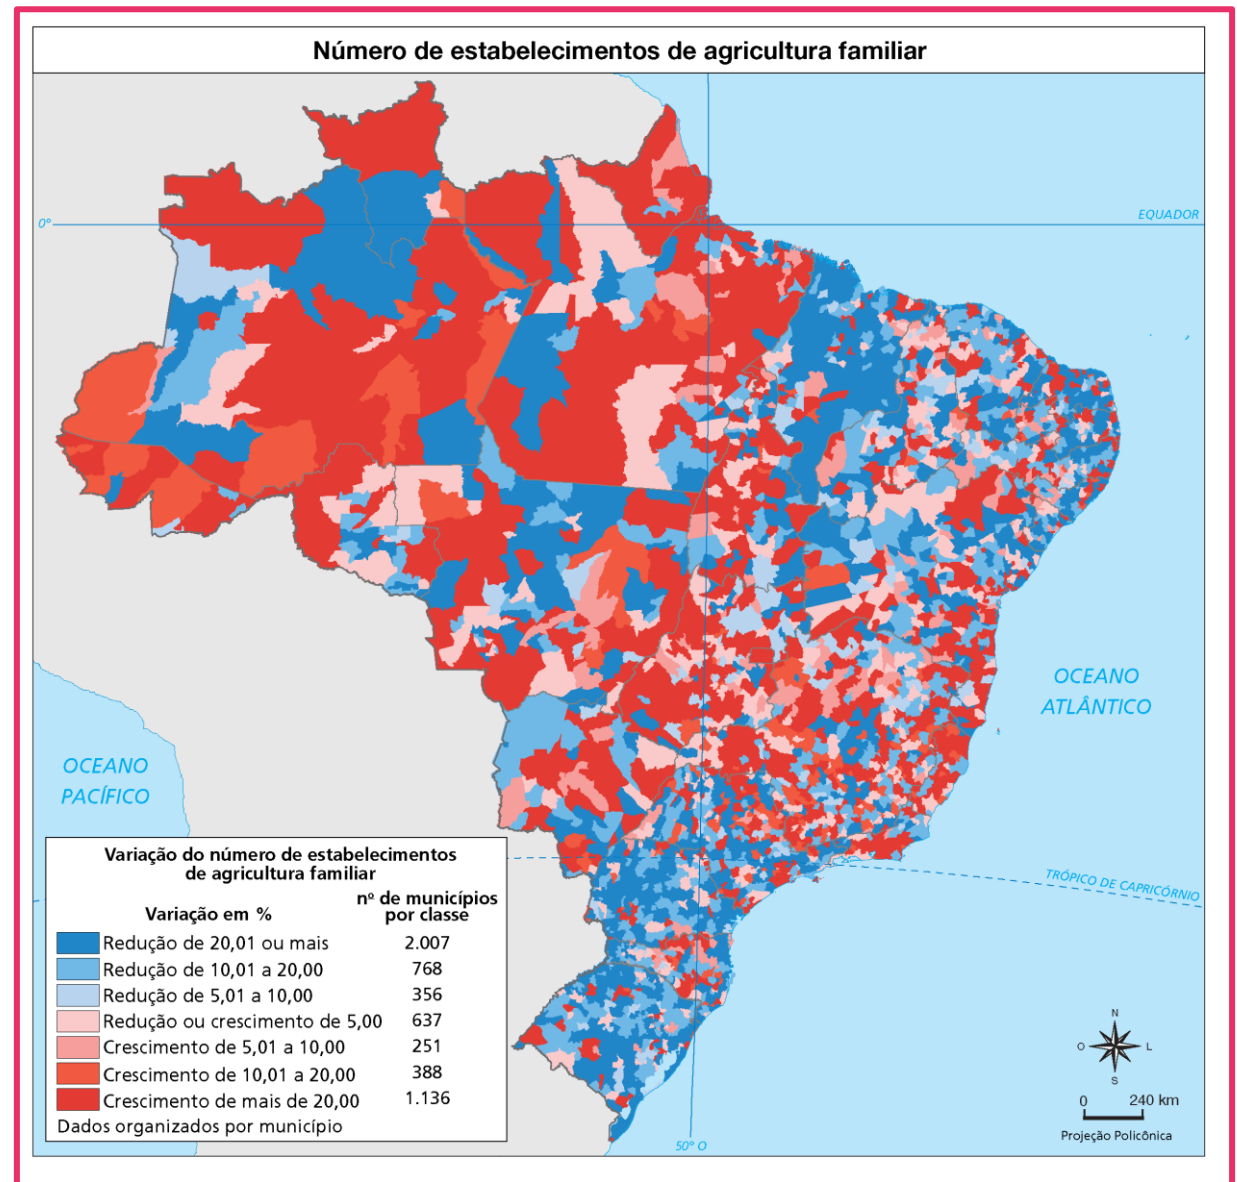 Número de estabelecimentos de agricultura familiar
0º
EQUADOR
OCEANO
ATLÂNTICO
OCEANO
PACÍFICO
TRÓPICO DE CAPRICÓRNIO
Variação do número de estabelecimentos
de agricultura familiar
Variação em %
nº de municípios
por classe
Redução de 20,01 ou mais 2.007
Redução de 10,01 a 20,00 768
Redução de 5,01 a 10,00 356
Redução ou crescimento de 5,00 637
Crescimento de 5,01 a 10,00 251
Crescimento de 10,01 a 20,00 388
Crescimento de mais de 20,00 1.136
Dados organizados por município
N
O L
S
0 240 km
Projeção Policônica
50º O